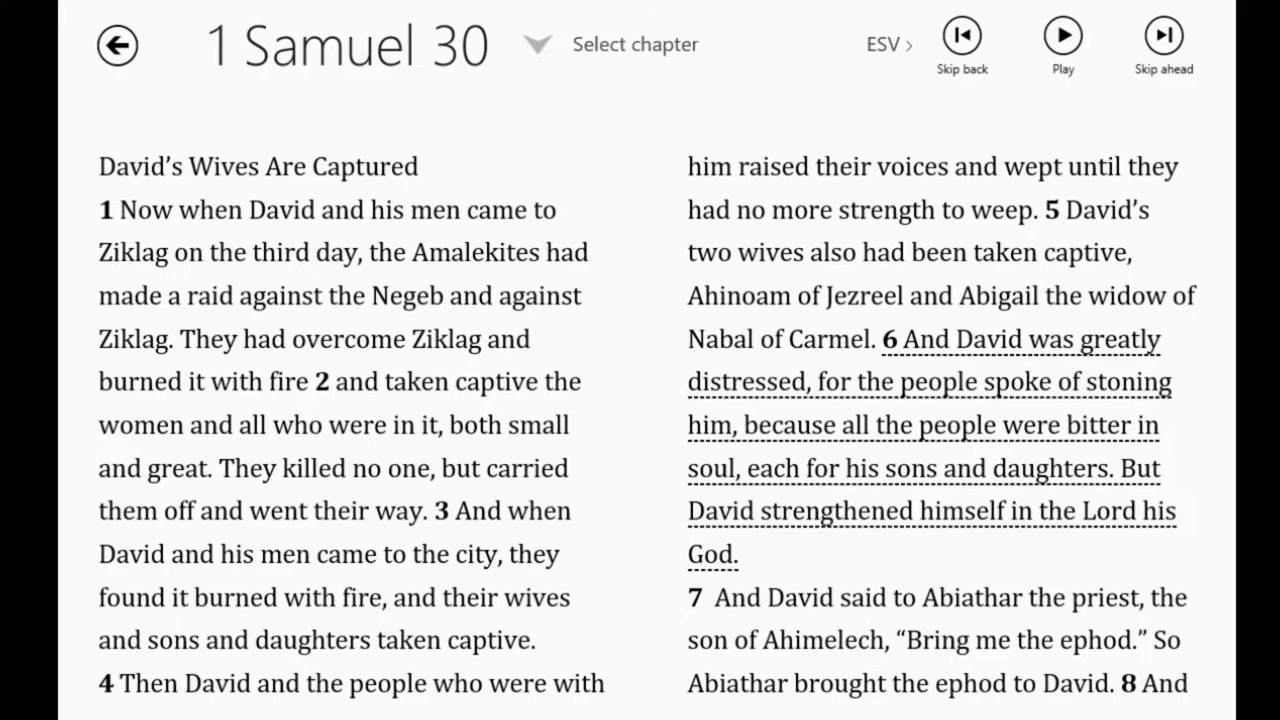 1 Samuel 30
Select chapter
ESV
Skip back
Play
Skip ahead
David’s Wives Are Captured
1 Now when David and his men came to
Ziklag on the third day, the Amalekites had
made a raid against the Negeb and against
Ziklag. They had overcome Ziklag and
burned it with fire 2 and taken captive the
women and all who were in it, both small
and great. They killed no one, but carried
them off and went their way. 3 And when
David and his men came to the city, they
found it burned with fire, and their wives
and sons and daughters taken captive.
4 Then David and the people who were with
him raised their voices and wept until they
had no more strength to weep. 5 David’s
two wives also had been taken captive,
Ahinoam of Jezreel and Abigail the widow of
Nabal of Carmel. 6 And David was greatly
distressed, for the people spoke of stoning
him, because all the people were bitter in
soul, each for his sons and daughters. But
David strengthened himself in the Lord his
God.
7 And David said to Abiathar the priest, the
son of Ahimelech, “Bring me the ephod.” So
Abiathar brought the ephod to David. 8 And